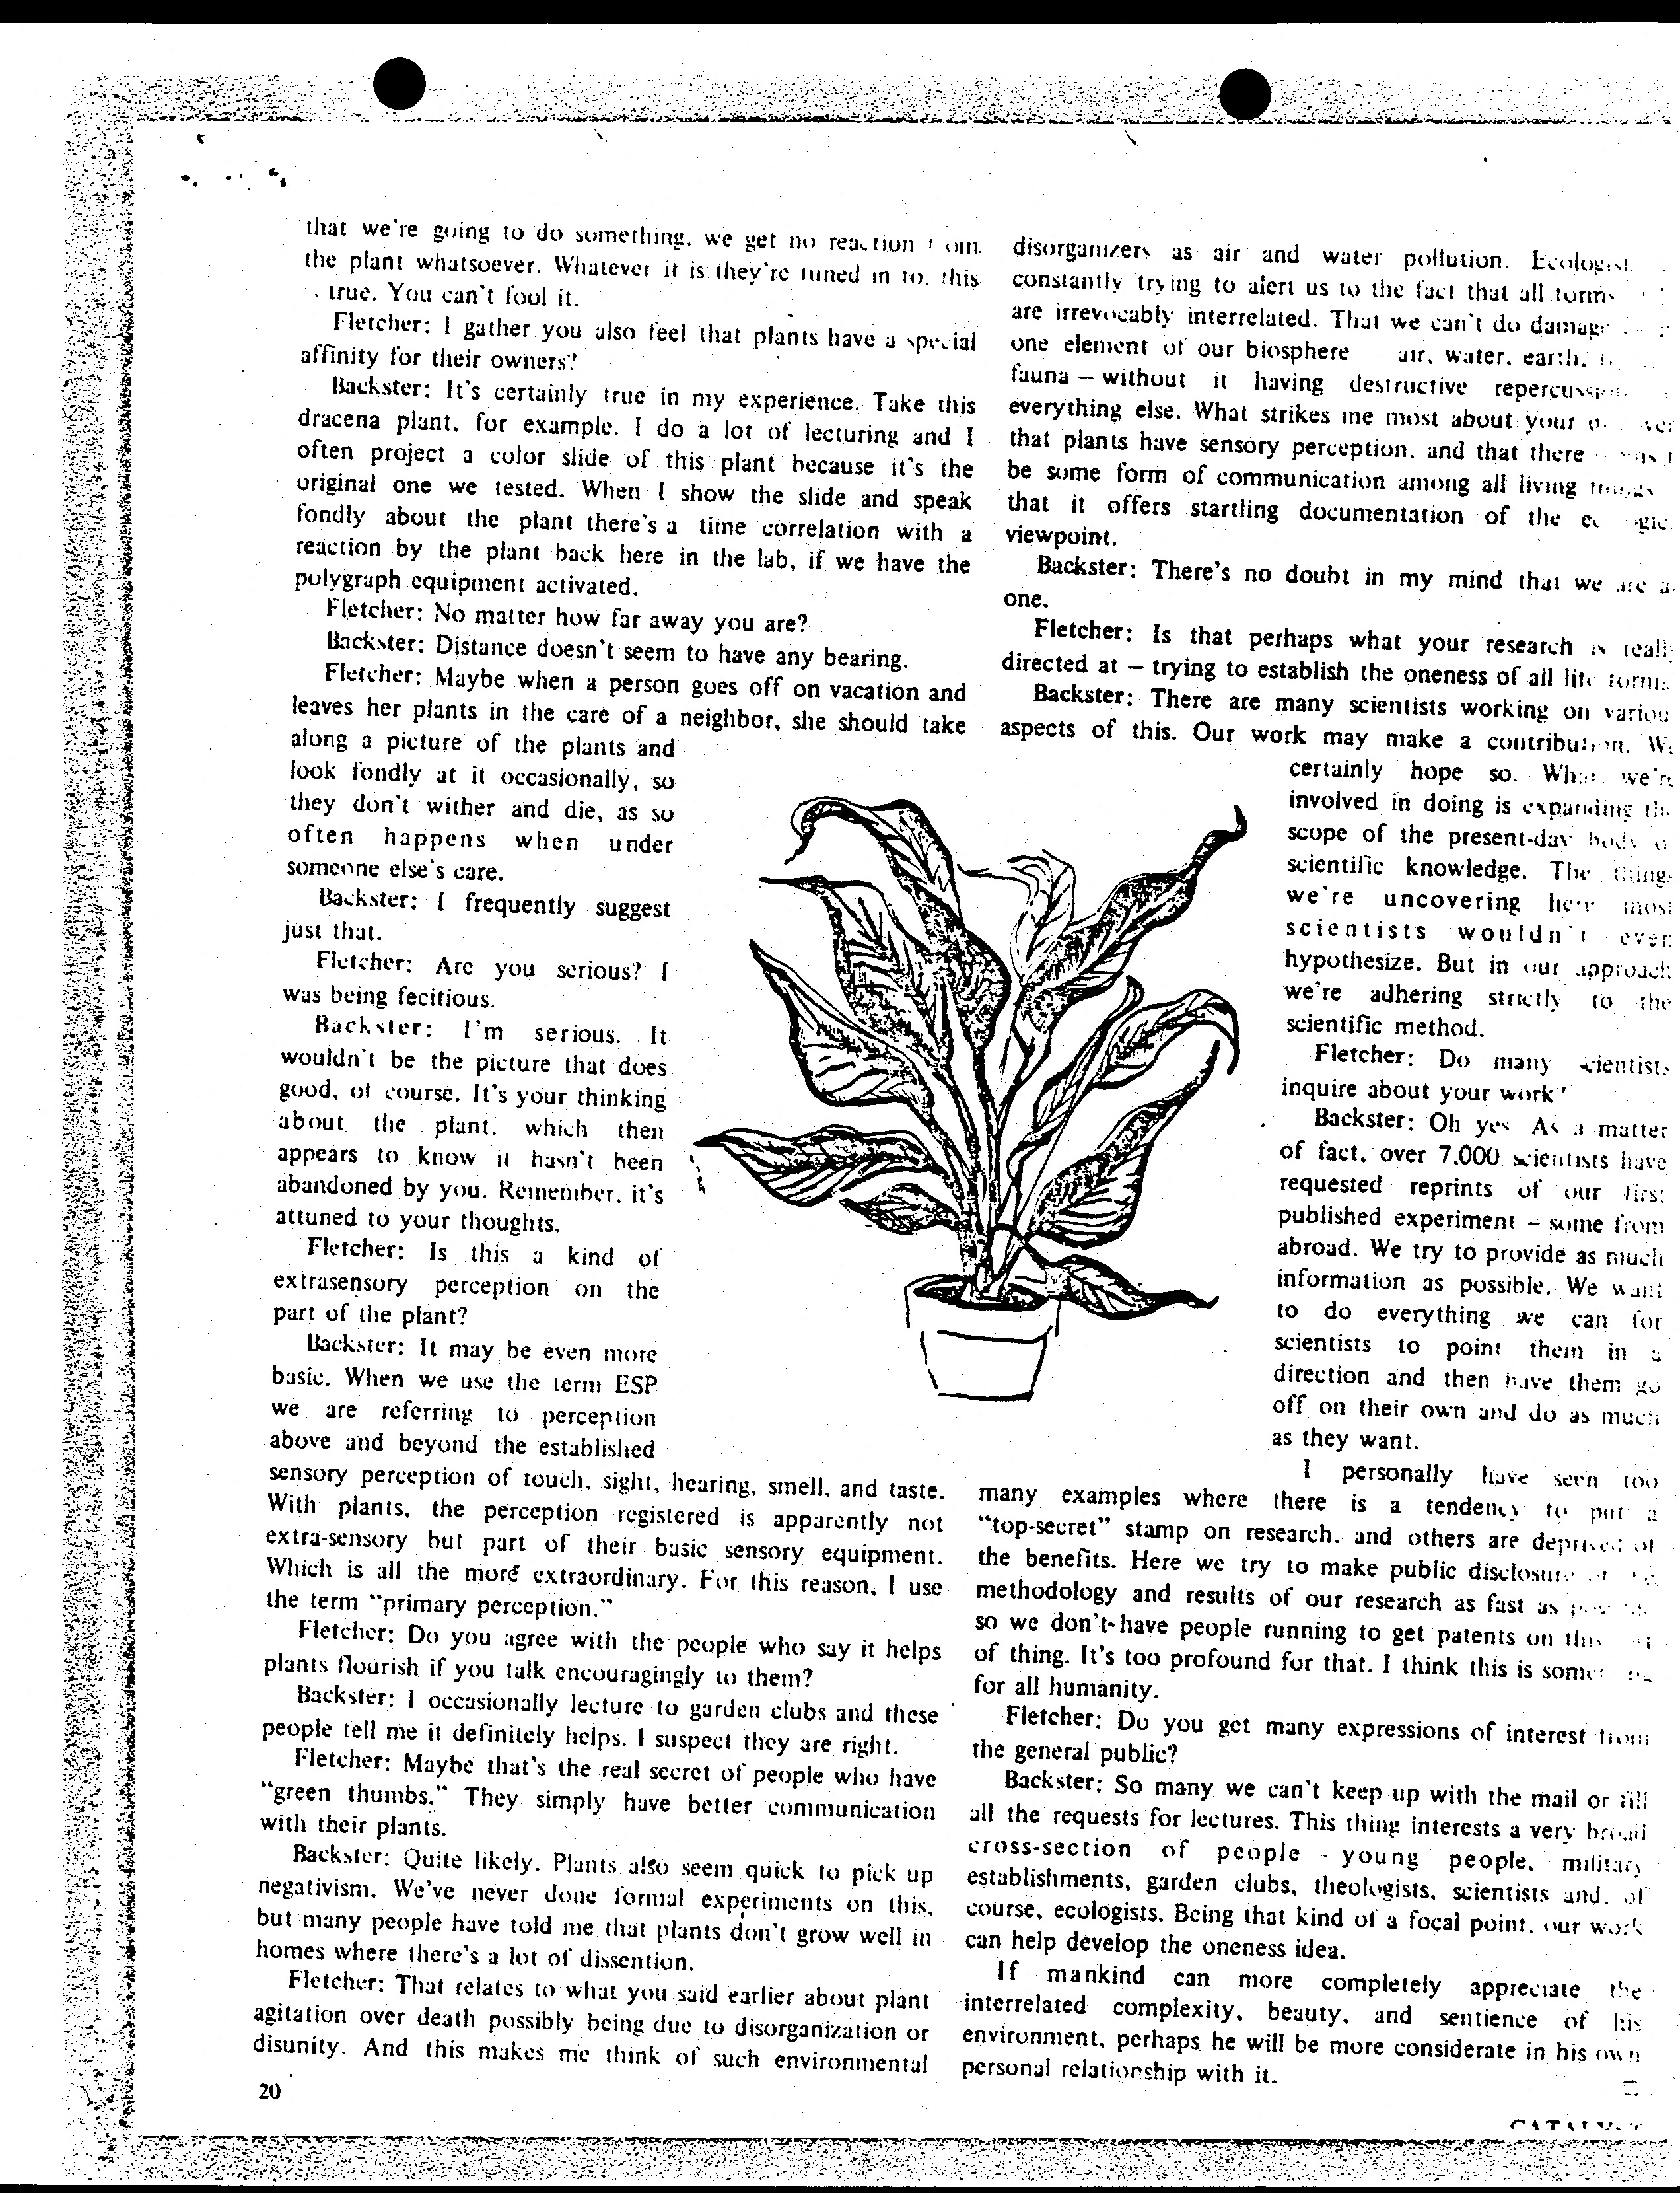 that we're going to do something. we get no reaction
the plant whatsoever. Whatever it is they're tuned in to, this
true. You can't fool it.
Fletcher: I gather you also feel that plants have a special
affinity for their owners?
Backster: It's certainly true in my experience. Take this
dracena plant, for example. I do a lot of lecturing and I
often project a color slide of this plant because it's the
original one we tested. When I show the slide and speak
fondly about the plant there's a time correlation with a
reaction by the plant back here in the lab, if we have the
polygraph equipment activated.
Fletcher: No matter how far away you are?
Backster: Distance doesn't seem to have any bearing.
Fletcher: Maybe when a person goes off on vacation and
leaves her plants in the care of a neighbor, she should take
along a picture of the plants and
look fondly at it occasionally, so
they don't wither and die, as so
often happens when under
someone else's care.
Backster: I frequently suggest
just that.
Fletcher: Are you serious? I
was being fecitious.
Backster: I'm serious. It
wouldn't be the picture that does
good, of course. It's your thinking
about the plant, which then
appears to know it hasn't been
abandoned by you. Remember, it's
attuned to your thoughts.
Fletcher: Is this a kind of
extrasensory perception on the
part of the plant?
Backster: It may be even more
basic. When we use the term ESP
we are referring to perception
above and beyond the established
sensory perception of touch, sight, hearing, smell, and taste.
With plants, the perception registered is apparently not
extra-sensory but part of their basic sensory equipment.
Which is all the more extraordinary. For this reason, I use
the term "primary perception."
Fletcher: Do you agree with the people who say it helps
plants flourish if you talk encouragingly to them?
Backster: I occasionally lecture to garden clubs and these
people tell me it definitely helps. I suspect they are right.
Fletcher: Maybe that's the real secret of people who have
"green thumbs." They simply have better communication
with their plants.
Backster: Quite likely. Plants also seem quick to pick up
negativism. We've never done formal experiments on this,
but many people have told me that plants don't grow well in
homes where there's a lot of dissention.
Fletcher: That relates to what you said earlier about plant
agitation over death possibly being due to disorganization or
disunity. And this makes me think of such environmental
20
disorganizers as air and water pollution.
constantly trying to alert us to the fact that all
are irrevocably interrelated. That we can't do damage
one element of our biosphere air, water, earth,
fauna – without it having destructive
everything else. What strikes me most about your
that plants have sensory perception, and that there
be some form of communication among all living things
that it offers startling documentation of the
viewpoint.
Backster: There's no doubt in my mind that we are
one.
Fletcher: Is that perhaps what your research is
directed at – trying to establish the oneness of all life
Backster: There are many scientists working on
aspects of this. Our work may make a contribution.
certainly hope so. What we're
involved in doing is expanding
scope of the present-day body
scientific knowledge. The things
we're uncovering here most
scientists wouldn't even
hypothesize. But in our approach
we're adhering strictly to the
scientific method.
Fletcher: Do many scientists
inquire about your work?
Backster: Oh yes. As a matter
of fact, over 7,000 scientists have
requested reprints of our first
published experiment – some from
abroad. We try to provide as much
information as possible. We want
to do everything we can for
scientists to point them in a
direction and then have them go
off on their own and do as much
as they want.
I personally have seen too
many examples where there is a tendency to put a
"top-secret" stamp on research, and others are deprived of
the benefits. Here we try to make public disclosure
methodology and results of our research as fast as
so we don't have people running to get patents on this
of thing. It's too profound for that. I think this is
for all humanity.
Fletcher: Do you get many expressions of interest from
the general public?
Backster: So many we can't keep up with the mail or fill
all the requests for lectures. This thing interests a very broad
cross-section of people - young people, military
establishments, garden clubs, theologists, scientists and, of
course, ecologists. Being that kind of a focal point, our work
can help develop the oneness idea.
If mankind can more completely appreciate the
interrelated complexity, beauty, and sentience of his
environment, perhaps he will be more considerate in his own
personal relationship with it.